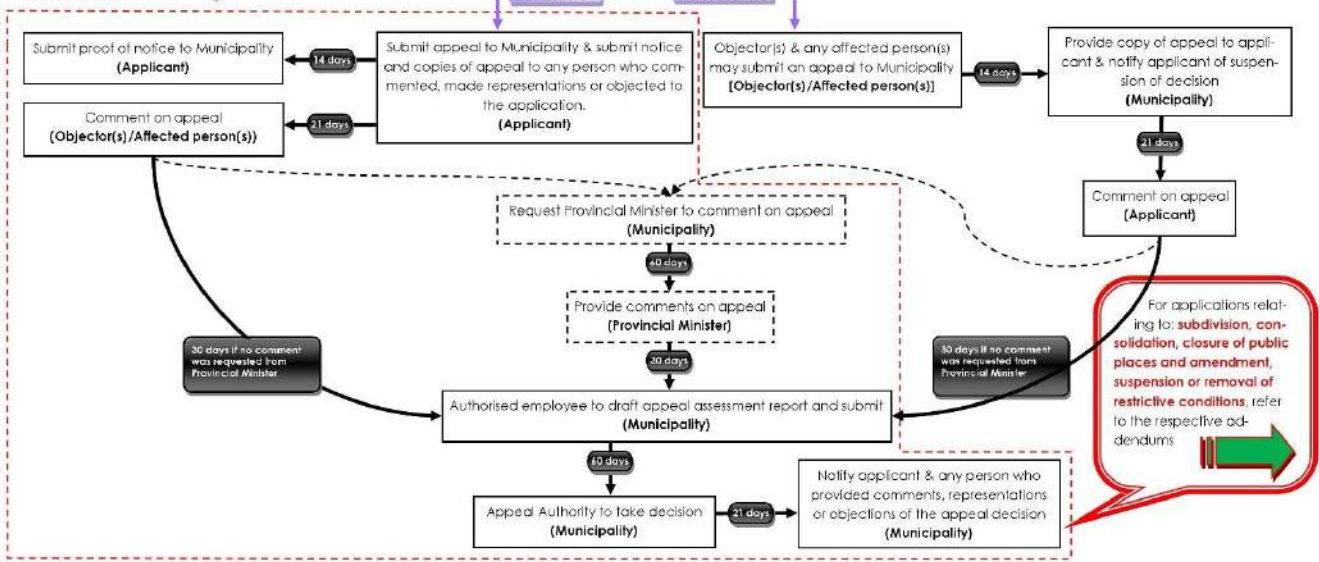 Submit proof of notice to Municipality
(Applicant)
14 days
Submit appeal to Municipality & submit notice
and copies of appeal to any person who com-
mented, made representations or objected to
the application.
(Applicant)
21 days
Comment on appeal
(Objector(s)/Affected person(s))
Objector(s) & any affected person(s)
may submit an appeal to Municipality
[Objector(s)/Affected person(s)]
14 days
Provide copy of appeal to appli-
cant & notify applicant of suspen-
sion of decision
(Municipality)
21 days
Comment on appeal
(Applicant)
Request Provincial Minister to comment on appeal
(Municipality)
60 days
Provide comments on appeal
(Provincial Minister)
30 days
30 days if no comment
was requested from
Provincial Minister
30 days if no comment
was requested from
Provincial Minister
Authorised employee to draft appeal assessment report and submit
(Municipality)
60 days
Appeal Authority to take decision
(Municipality)
21 days
Notify applicant & any person who
provided comments, representations
or objections of the appeal decision
(Municipality)
For applications relat-
ing to: subdivision, con-
solidation, closure of public
places and amendment,
suspension or removal of
restrictive conditions, refer
to the respective ad-
dendums